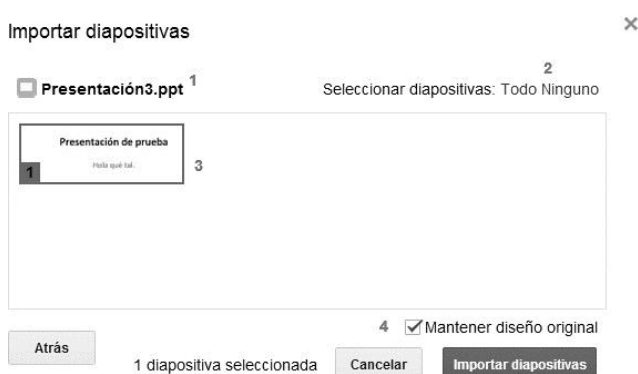 Importar diapositivas
Presentación3.ppt 1
2
Seleccionar diapositivas: Todo Ninguno
Presentación de prueba
Hola qué tal.
1
3
4 Mantener diseño original
Atrás
1 diapositiva seleccionada Cancelar Importar diapositivas